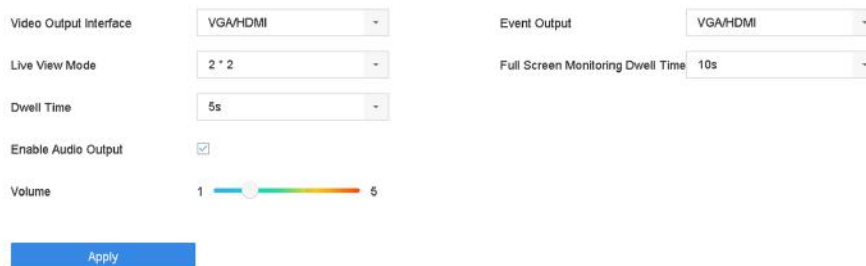 Video Output Interface VGA/HDMI Event Output VGA/HDMI
Live View Mode 2 * 2 Full Screen Monitoring Dwell Time 10s
Dwell Time 5s
Enable Audio Output
Volume 1 5
Apply